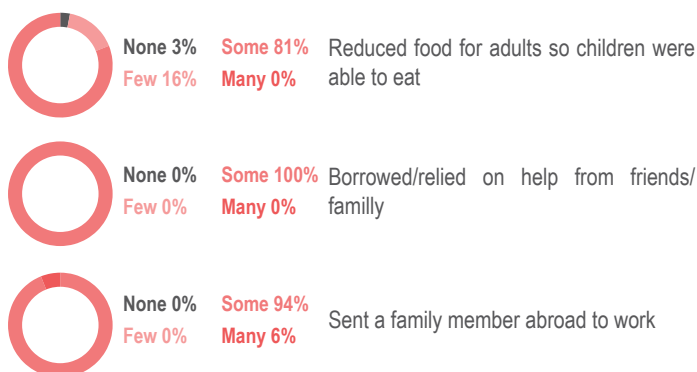 None 3% Some 81% Reduced food for adults so children were
Few 16% Many 0% able to eat
None 0% Some 100% Borrowed/relied on help from friends/
Few 0% Many 0% familly
None 0% Some 94%
Sent a family member abroad to work
Few 0% Many 6%